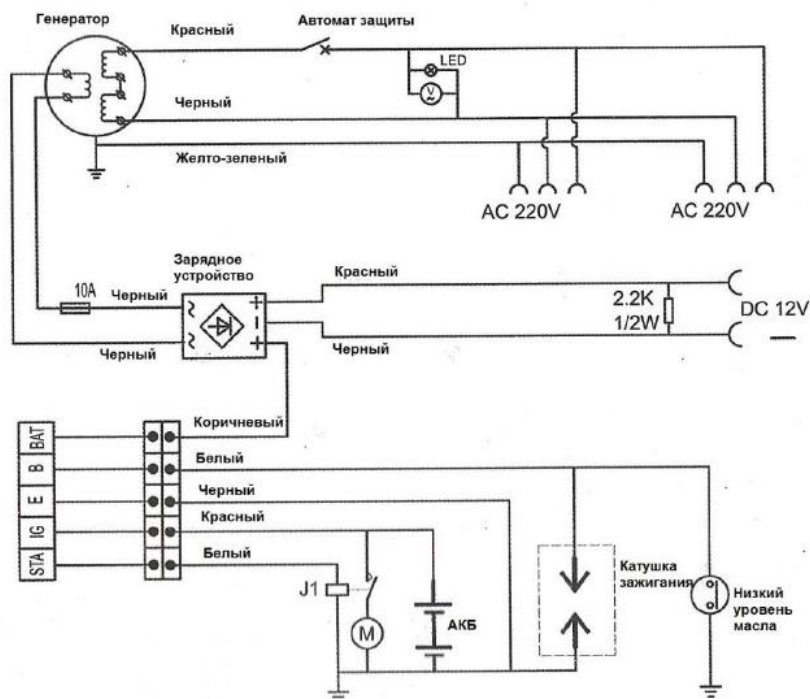 Генератор
Красный
Автомат защиты
LED
V
Черный
Желто-зеленый
AC 220V
AC 220V
Зарядное
устройство
10A
Черный
Черный
Красный
2.2K
1/2W
DC 12V
Черный
Коричневый
BAT
Белый
B
Черный
E
Красный
IG
Белый
STA
J1
M
АКБ
Катушка
зажигания
Низкий
уровень
масла